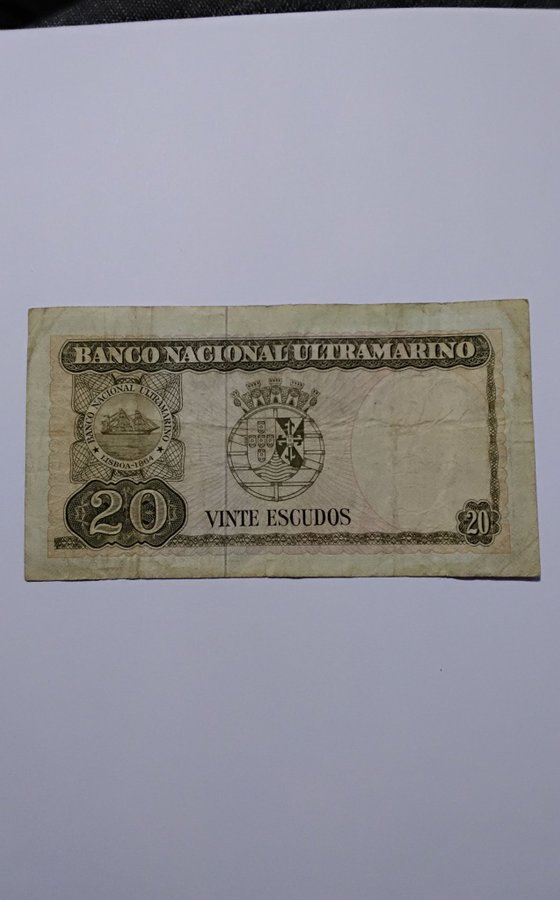 BANCO NACIONAL ULTRAMARINO
BANCO NACIONAL ULTRAMARINO
LISBOA-1864
20
VINTE ESCUDOS
20